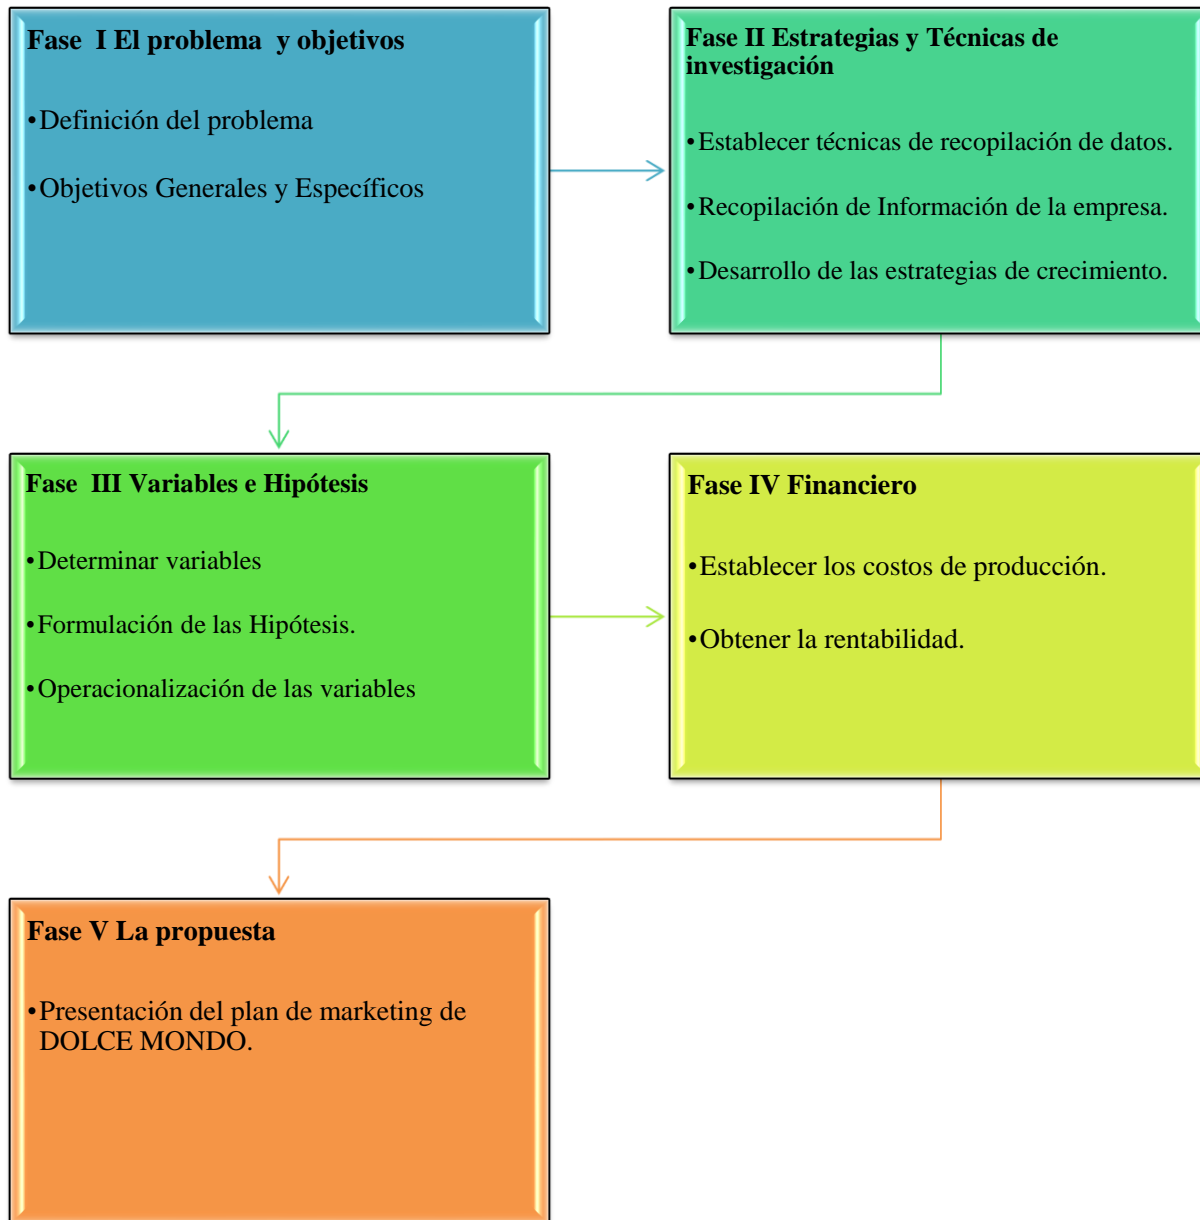 Fase I El problema y objetivos
•Definición del problema
•Objetivos Generales y Específicos
Fase II Estrategias y Técnicas de
investigación
•Establecer técnicas de recopilación de datos.
•Recopilación de Información de la empresa.
•Desarrollo de las estrategias de crecimiento.
Fase III Variables e Hipótesis
•Determinar variables
•Formulación de las Hipótesis.
•Operacionalización de las variables
Fase IV Financiero
•Establecer los costos de producción.
•Obtener la rentabilidad.
Fase V La propuesta
•Presentación del plan de marketing de
DOLCE MONDO.